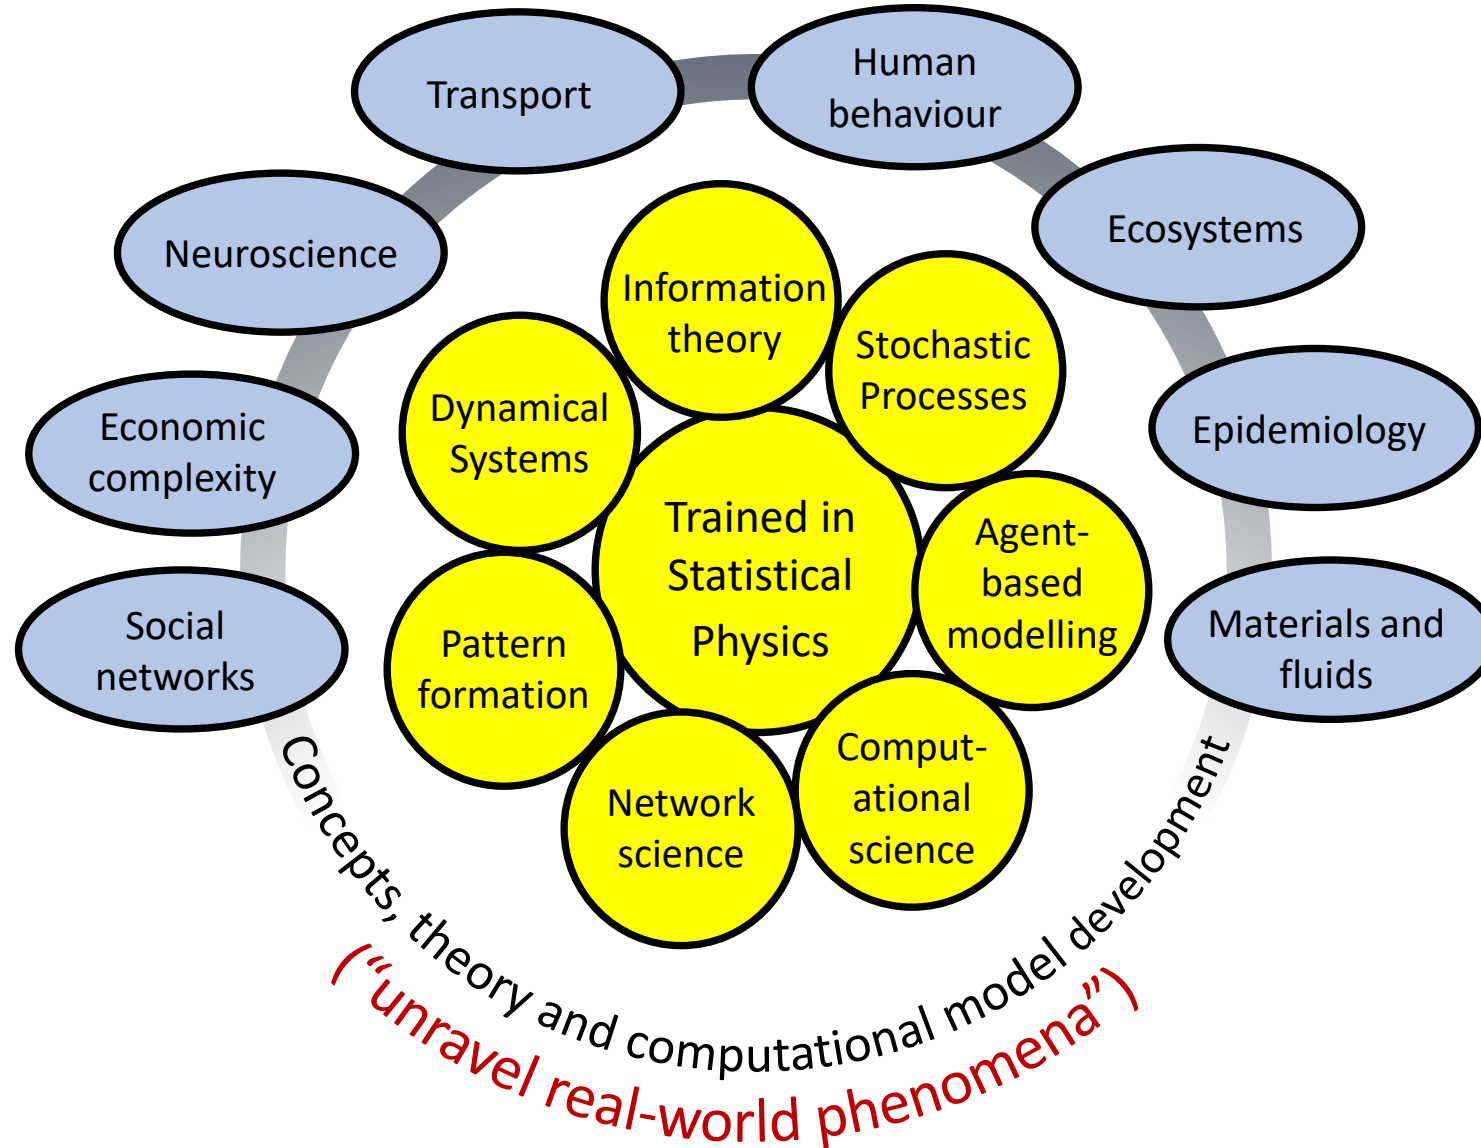 Transport
Human
behaviour
Neuroscience
Ecosystems
Economic
complexity
Epidemiology
Social
networks
Materials and
fluids
Information
theory
Stochastic
Processes
Dynamical
Systems
Trained in
Statistical
Physics
Agent-
based
modelling
Pattern
formation
Network
science
Comput-
ational
science
Concepts, theory and computational model development
(“unravel real-world phenomena”)